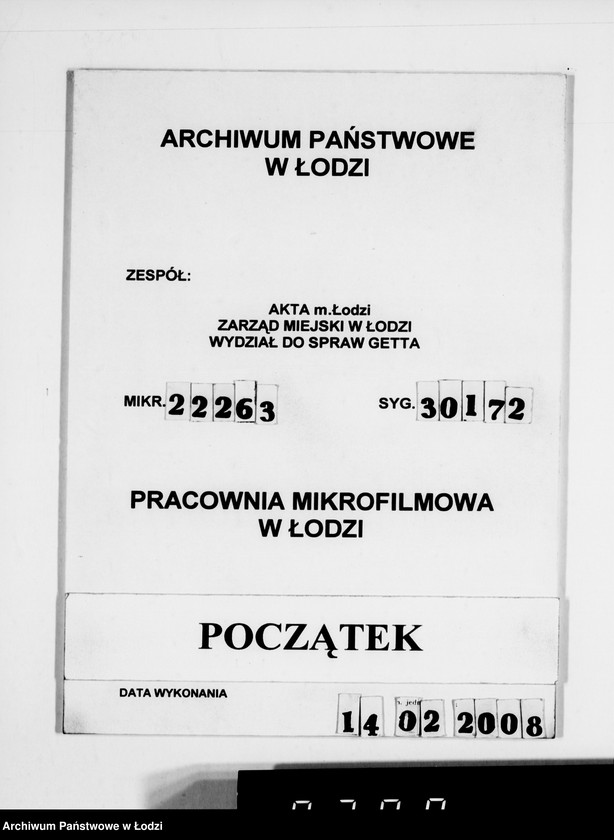 ARCHIWUM PAŃSTWOWE
W ŁODZI
ZESPÓŁ:
AKTA m.Łodzi
ZARZĄD MIEJSKI W ŁODZI
WYDZIAŁ DO SPRAW GETTA
MIKR. 22263 SYG. 30172
PRACOWNIA MIKROFILMOWA
W ŁODZI
POCZĄTEK
DATA WYKONANIA
14 02 2008
Archiwum Państwowe w Łodzi